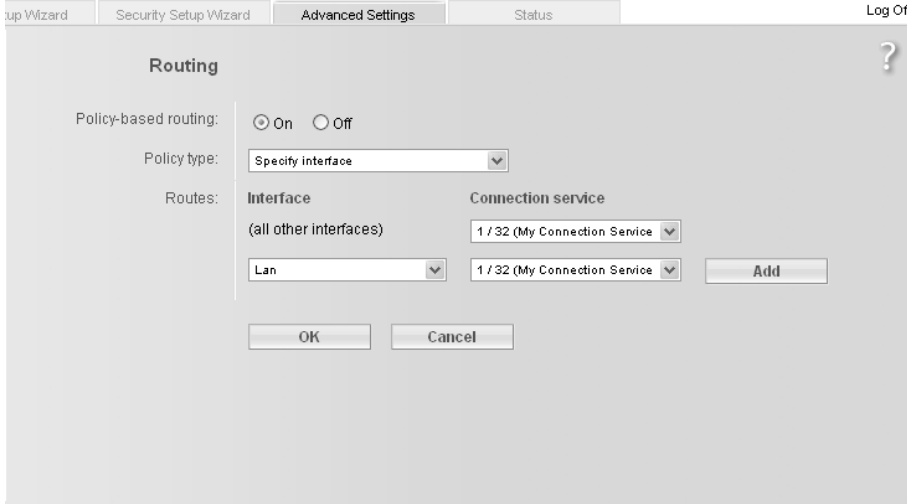 tup Wizard Security Setup Wizard Advanced Settings Status Log Of
Routing ?
Policy-based routing: On Off
Policy type: Specify interface
Routes: Interface Connection service
(all other interfaces) 1 / 32 (My Connection Service
Lan 1 / 32 (My Connection Service Add
OK Cancel